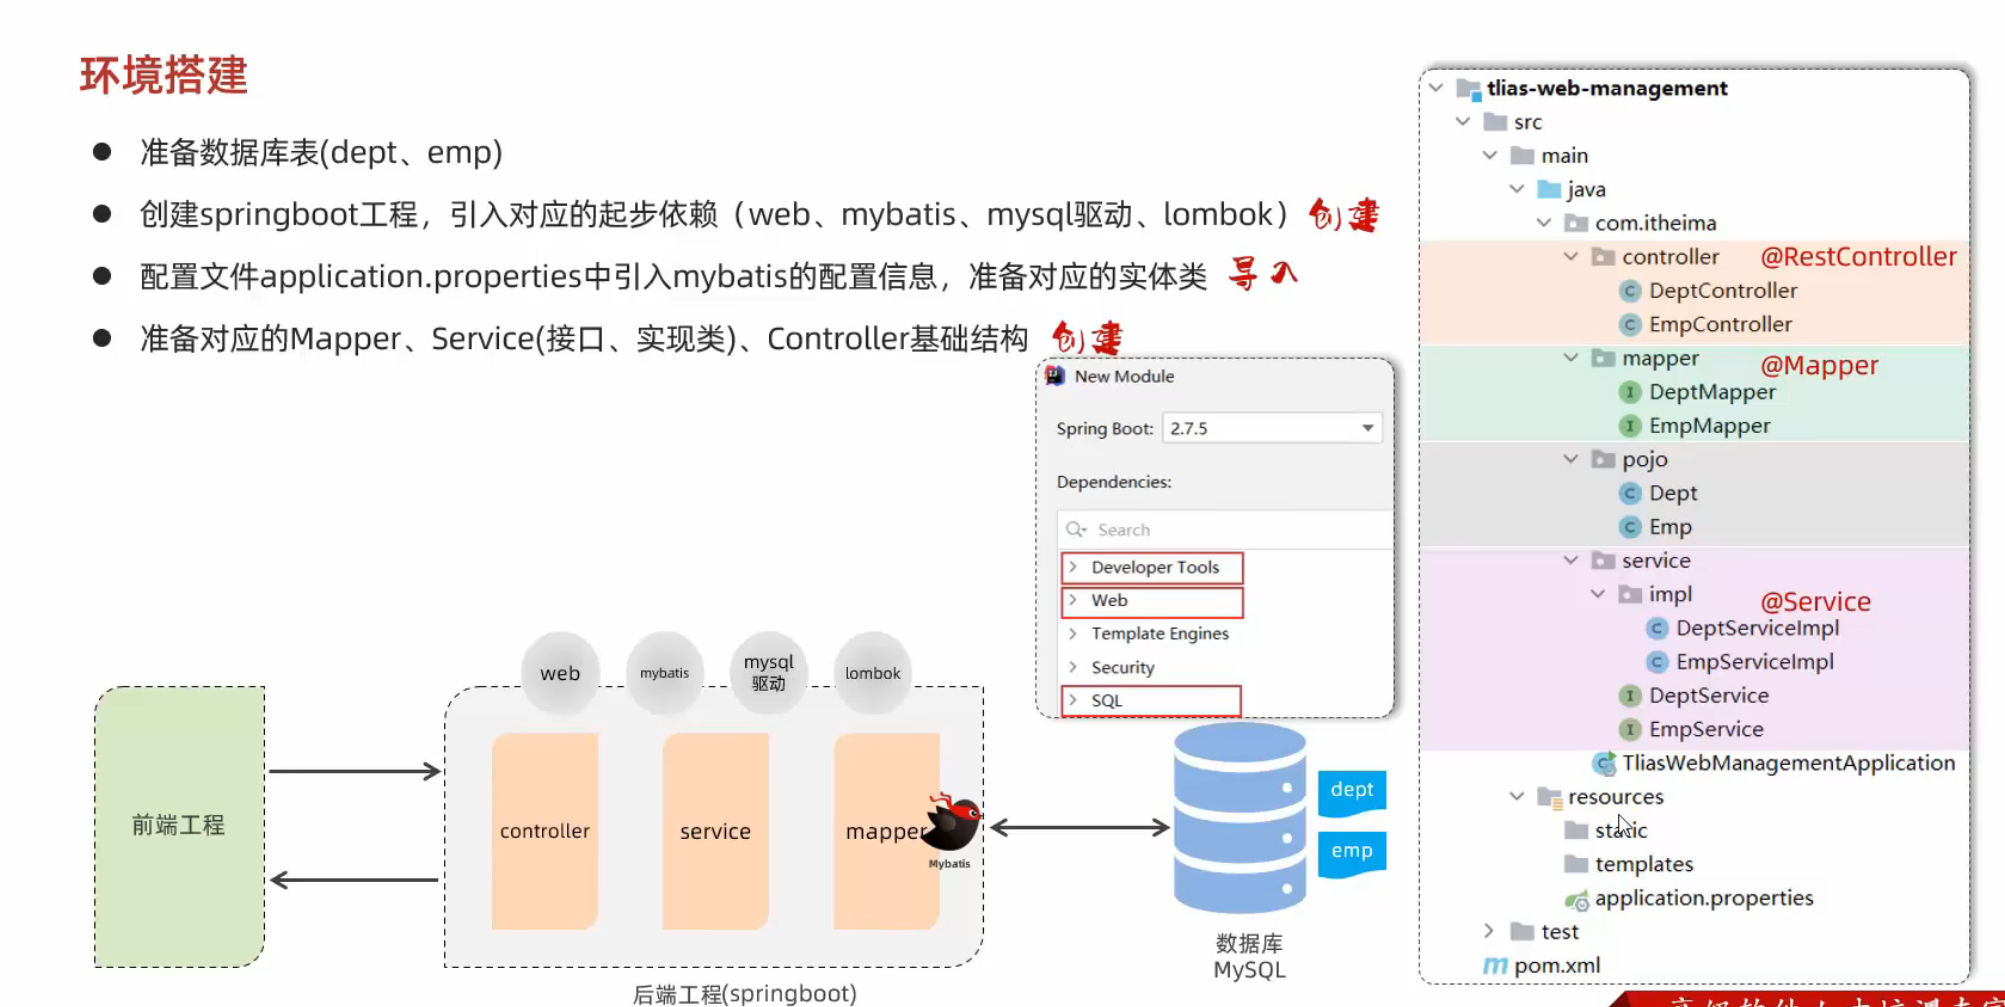 环境搭建
准备数据库表(dept、emp)
创建springboot工程，引入对应的起步依赖（web、mybatis、mysql驱动、lombok） 创建
配置文件application.properties中引入mybatis的配置信息，准备对应的实体类 导入
准备对应的Mapper、Service(接口、实现类)、Controller基础结构 创建
New Module
Spring Boot: 2.7.5
Dependencies:
Search
Developer Tools
Web
Template Engines
Security
SQL
web
mybatis
mysql
驱动
lombok
前端工程
controller
service
mapper
Mybatis
后端工程(springboot)
dept
emp
数据库
MySQL
tlias-web-management
src
main
java
com.itheima
controller @RestController
DeptController
EmpController
mapper @Mapper
DeptMapper
EmpMapper
pojo
Dept
Emp
service
impl @Service
DeptServiceImpl
EmpServiceImpl
DeptService
EmpService
TliasWebManagementApplication
resources
static
templates
application.properties
test
pom.xml